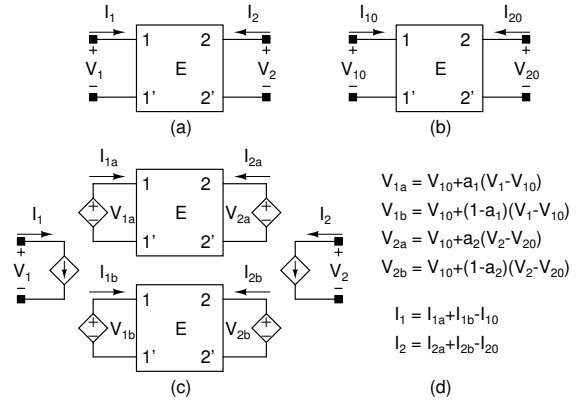 I1 I2
1 2
+ +
V1 E V2
− −
1' 2'
(a)
I10 I20
1 2
+ +
V10 E V20
− −
1' 2'
(b)
I1a I2a
1 2
+ − V1a E V2a + −
1' 2'
I1 I2
+ +
V1 V2
− −
I1b I2b
1 2
+ − V1b E V2b + −
1' 2'
(c)
V1a = V10+a1(V1-V10)
V1b = V10+(1-a1)(V1-V10)
V2a = V10+a2(V2-V20)
V2b = V10+(1-a2)(V2-V20)
I1 = I1a+I1b-I10
I2 = I2a+I2b-I20
(d)